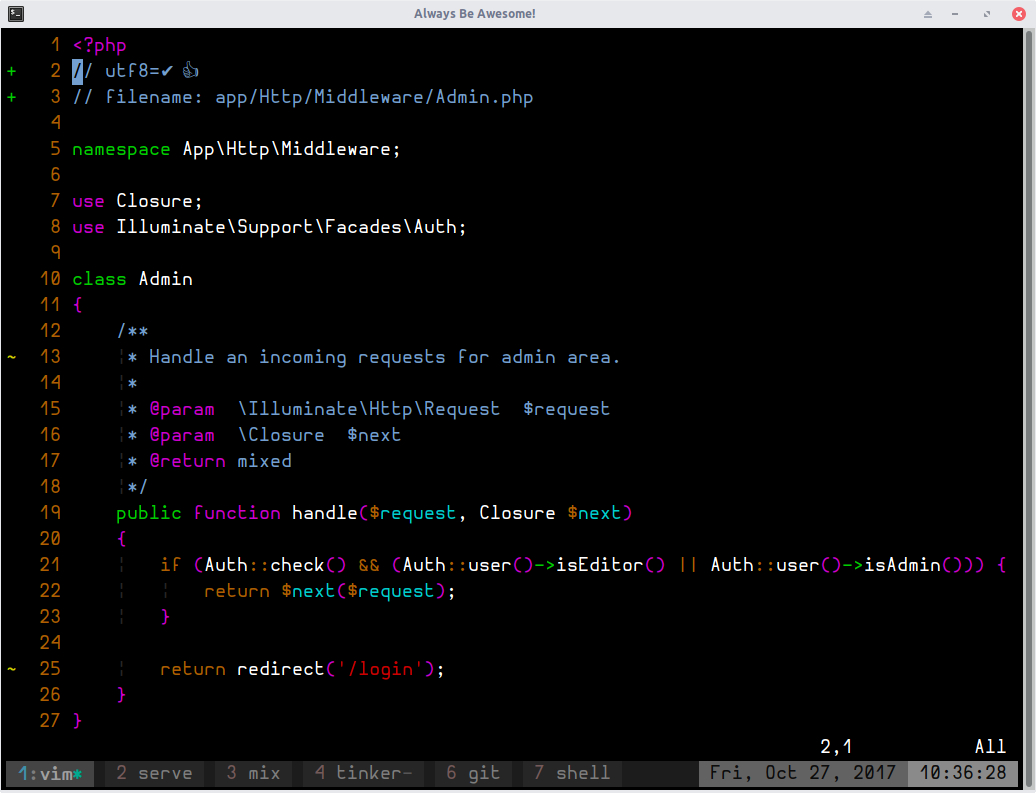 Always Be Awesome!
1 <?php
+ 2 // utf8=✔ 👍
+ 3 // filename: app/Http/Middleware/Admin.php
4
5 namespace App\Http\Middleware;
6
7 use Closure;
8 use Illuminate\Support\Facades\Auth;
9
10 class Admin
11 {
12     /**
~ 13     ¦* Handle an incoming requests for admin area.
14     ¦*
15     ¦* @param  \Illuminate\Http\Request  $request
16     ¦* @param  \Closure  $next
17     ¦* @return mixed
18     ¦*/
19     public function handle($request, Closure $next)
20     {
21     ¦   if (Auth::check() && (Auth::user()->isEditor() || Auth::user()->isAdmin())) {
22     ¦   ¦   return $next($request);
23     ¦   }
24
~ 25     ¦   return redirect('/login');
26     }
27 }
2,1 All
1:vim* 2 serve 3 mix 4 tinker- 6 git 7 shell Fri, Oct 27, 2017 10:36:28